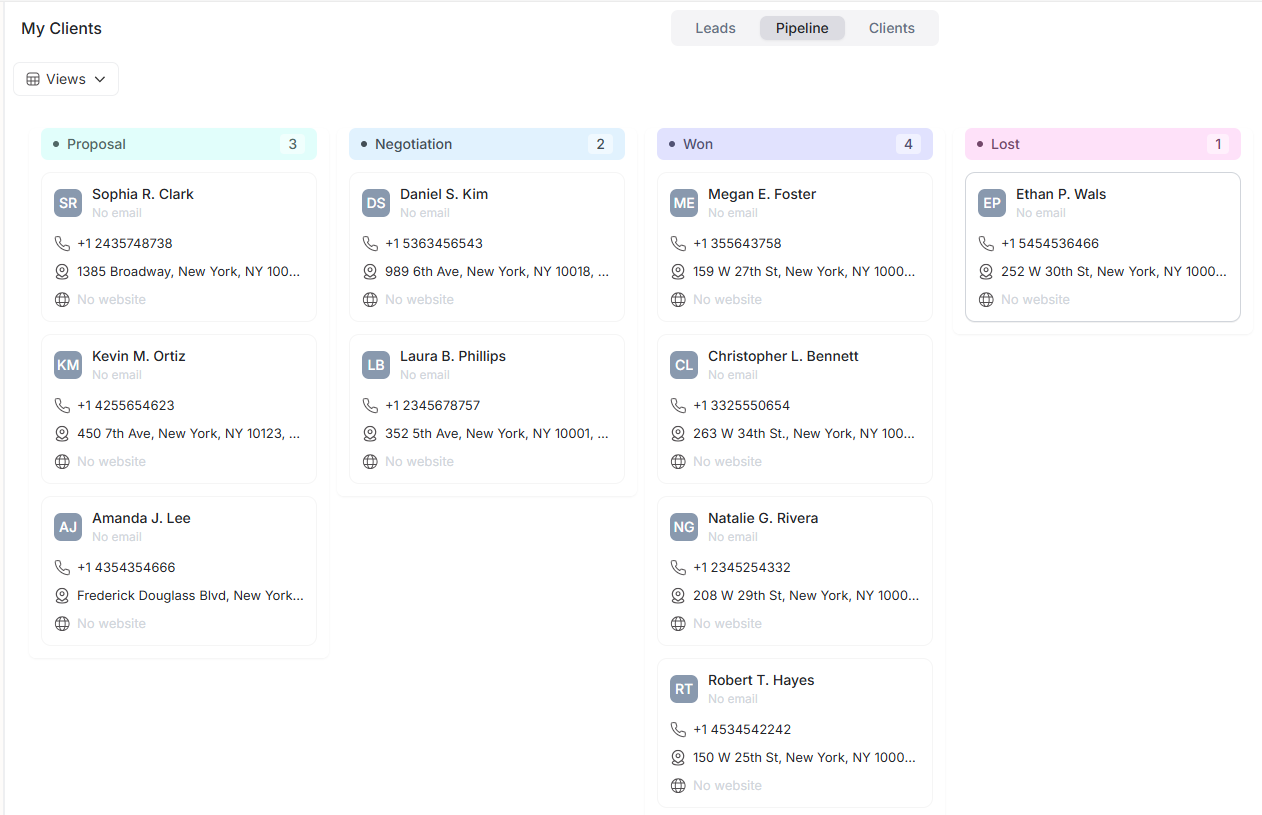 My Clients
Leads
Pipeline
Clients
Views
Proposal 3
SR
Sophia R. Clark
No email
+1 2435748738
1385 Broadway, New York, NY 100...
No website
KM
Kevin M. Ortiz
No email
+1 4255654623
450 7th Ave, New York, NY 10123, ...
No website
AJ
Amanda J. Lee
No email
+1 4354354666
Frederick Douglass Blvd, New York...
No website
Negotiation 2
DS
Daniel S. Kim
No email
+1 5363456543
989 6th Ave, New York, NY 10018, ...
No website
LB
Laura B. Phillips
No email
+1 2345678757
352 5th Ave, New York, NY 10001, ...
No website
Won 4
ME
Megan E. Foster
No email
+1 355643758
159 W 27th St, New York, NY 1000...
No website
CL
Christopher L. Bennett
No email
+1 3325550654
263 W 34th St., New York, NY 100...
No website
NG
Natalie G. Rivera
No email
+1 2345254332
208 W 29th St, New York, NY 1000...
No website
RT
Robert T. Hayes
No email
+1 4534542242
150 W 25th St, New York, NY 1000...
No website
Lost 1
EP
Ethan P. Wals
No email
+1 5454536466
252 W 30th St, New York, NY 1000...
No website